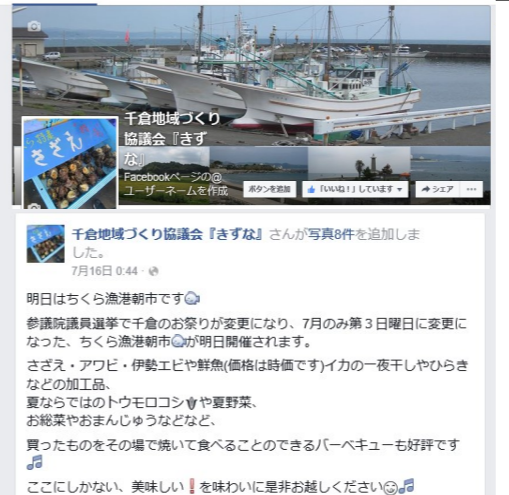 千倉地域づくり
協議会『きず
な』
Facebookページの@
ユーザーネームを作成
さざえ
ボタンを追加
「いいね！」しています
シェア
千倉地域づくり協議会『きずな』さんが写真8件を追加しま
した。
7月16日 0:44
明日はちくら漁港朝市です
参議院議員選挙で千倉のお祭りが変更になり、7月のみ第３日曜日に変更に
なった、ちくら漁港朝市が明日開催されます。
さざえ・アワビ・伊勢エビや鮮魚(価格は時価です)イカの一夜干しやひらき
などの加工品、
夏ならではのトウモロコシや夏野菜、
お総菜やおまんじゅうなどなど、
買ったものをその場で焼いて食べることのできるバーベキューも好評です
🎵
ここにしかない、美味しい❗を味わいに是非お越しください😊🎵